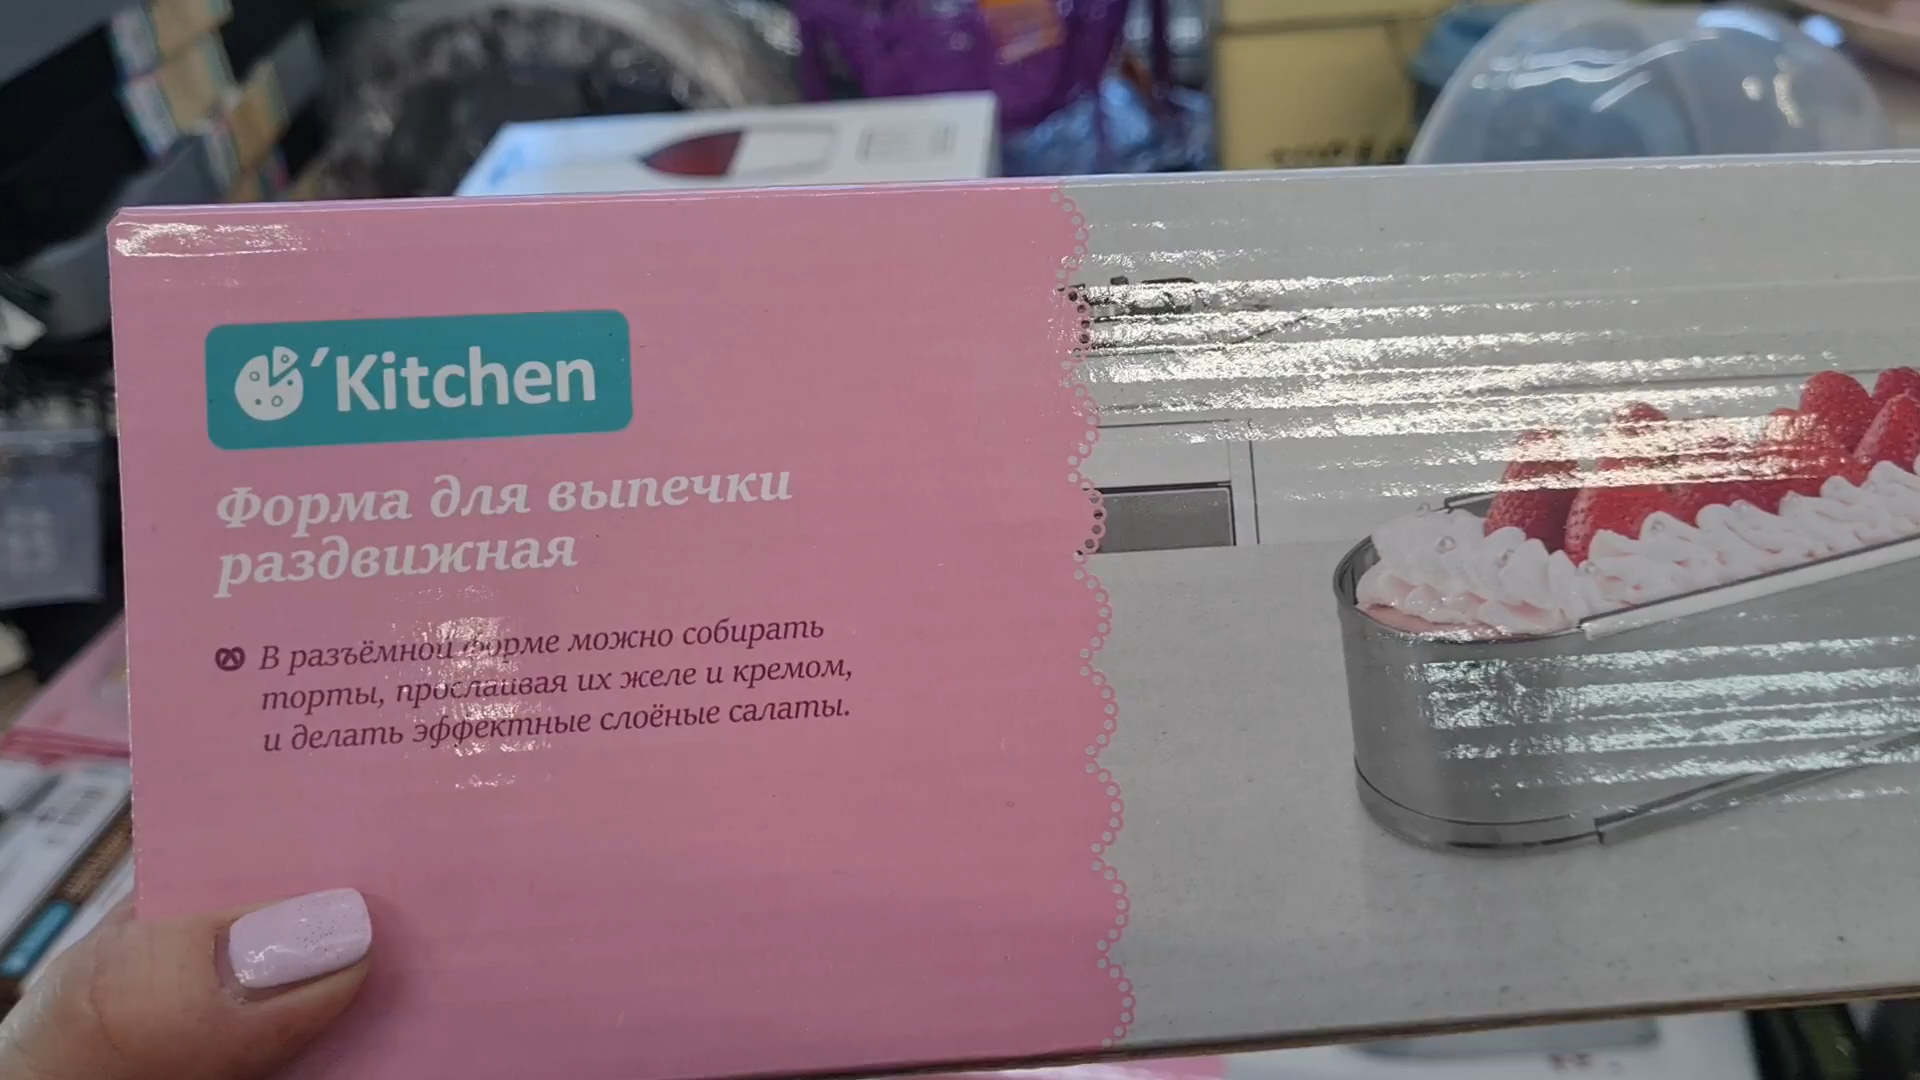 'Kitchen
Форма для выпечки
раздвижная
В разъёмной форме можно собирать
торты, прослаивая их желе и кремом,
и делать эффектные слоёные салаты.